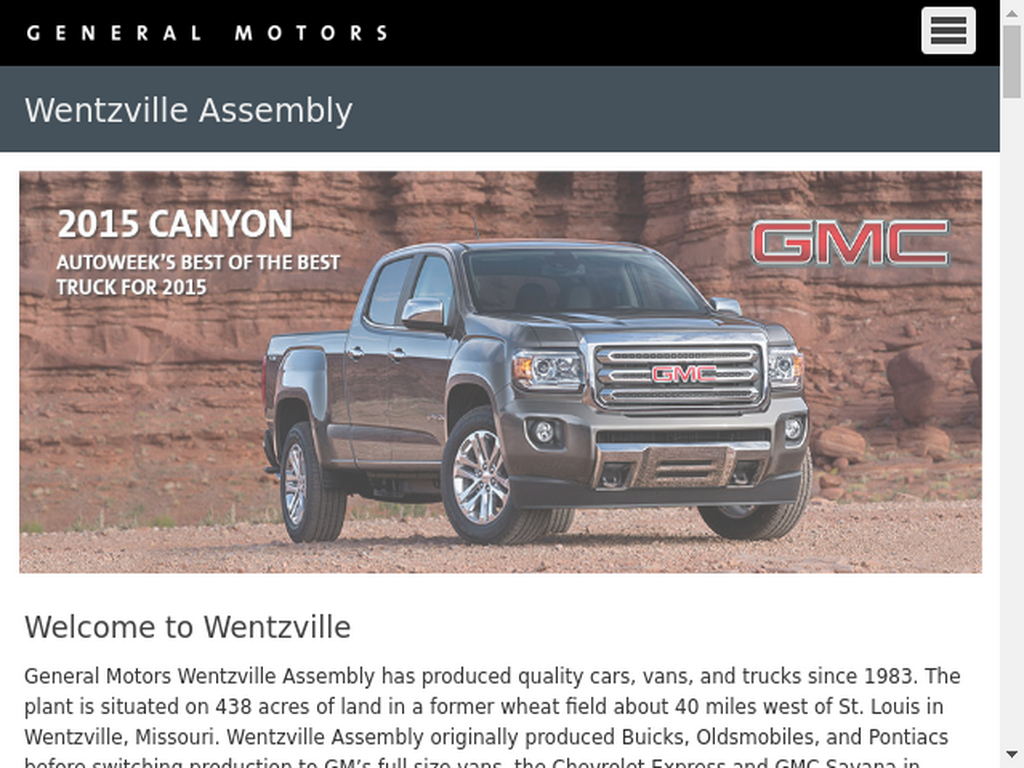 GENERAL MOTORS
Wentzville Assembly
2015 CANYON
GMC
AUTOWEEK'S BEST OF THE BEST
TRUCK FOR 2015
GMC
Welcome to Wentzville
General Motors Wentzville Assembly has produced quality cars, vans, and trucks since 1983. The
plant is situated on 438 acres of land in a former wheat field about 40 miles west of St. Louis in
Wentzville, Missouri. Wentzville Assembly originally produced Buicks, Oldsmobiles, and Pontiacs
before switching production to GM’s full size vans, the Chevrolet Express and GMC Savana in